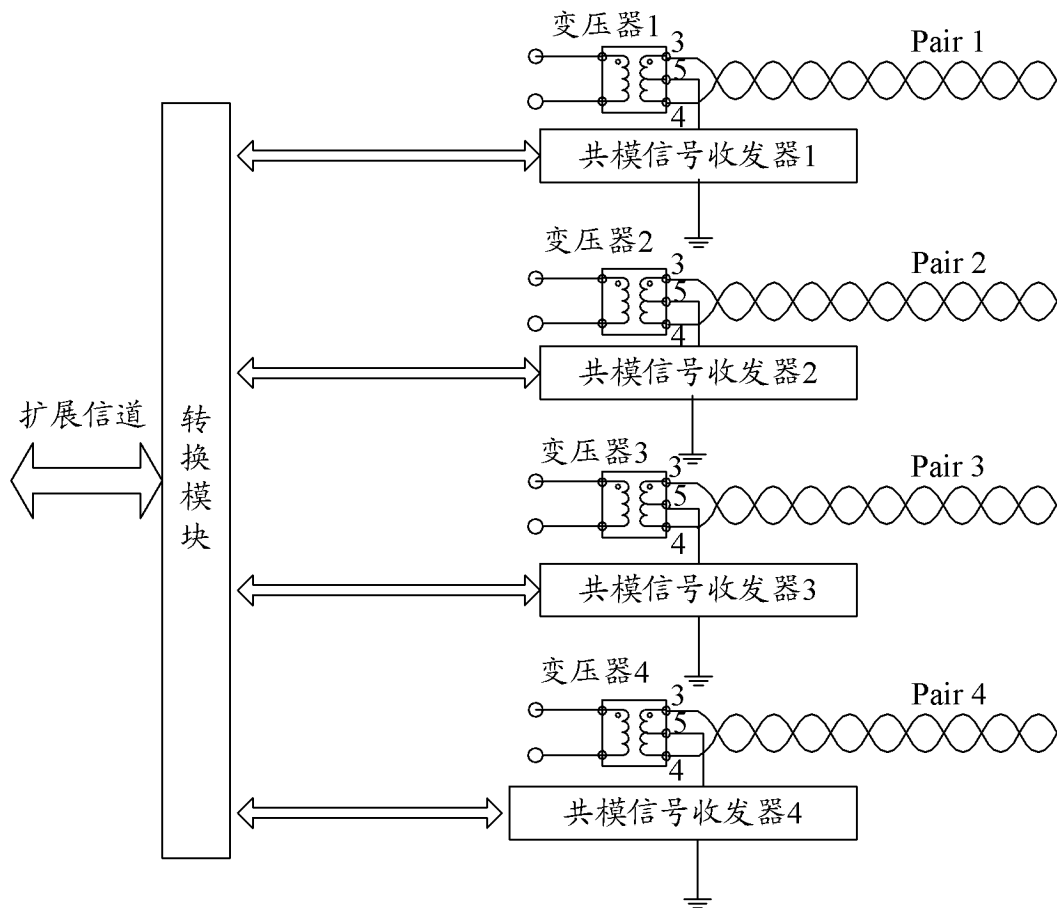 变压器1
3
5
4
Pair 1
共模信号收发器1
变压器2
3
5
4
Pair 2
共模信号收发器2
扩展信道
转换模块
变压器3
3
5
4
Pair 3
共模信号收发器3
变压器4
3
5
4
Pair 4
共模信号收发器4